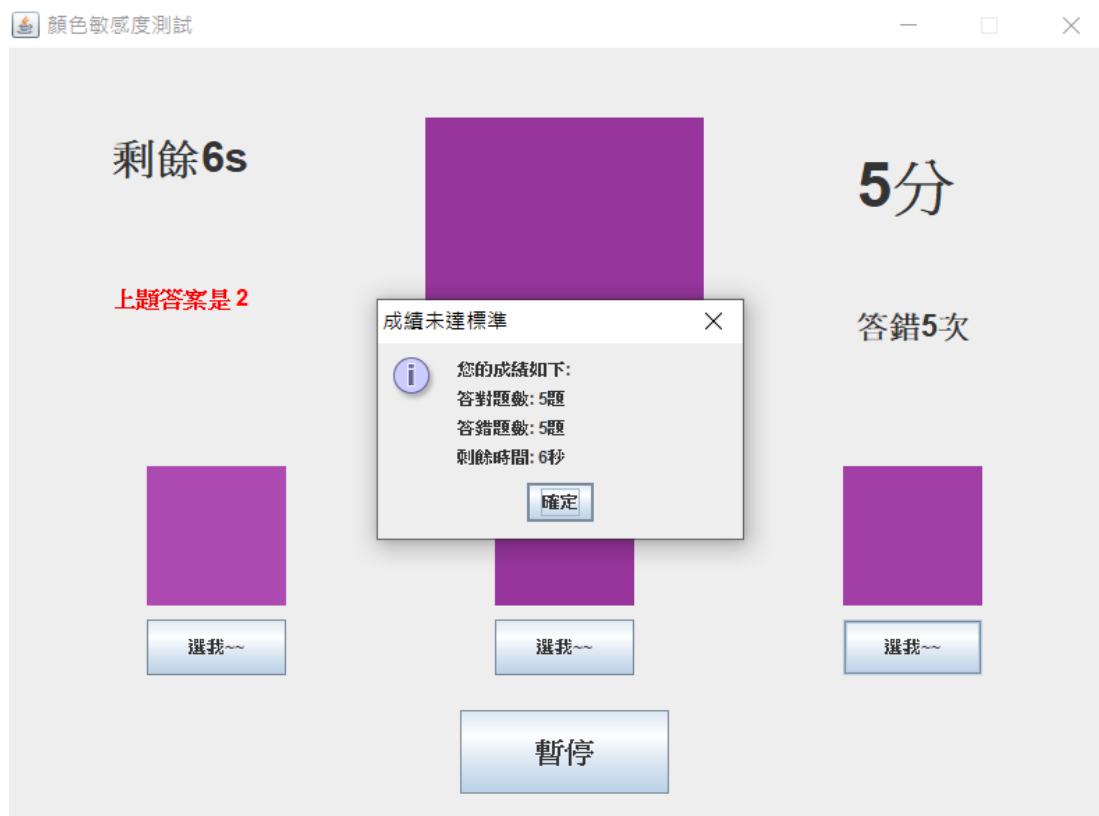 顏色敏感度測試
剩餘6s
5分
上題答案是 2
答錯5次
成績未達標準
您的成績如下:
答對題數: 5題
答錯題數: 5題
剩餘時間: 6秒
確定
選我~~
選我~~
選我~~
暫停